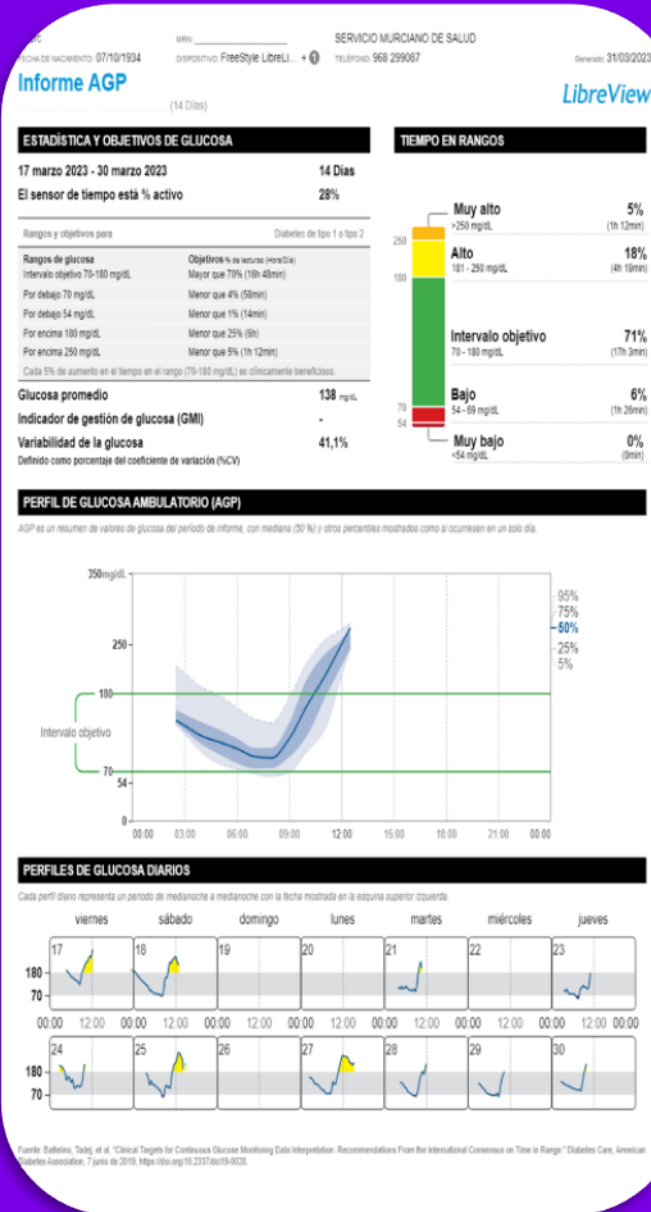 MRN:
SERVICIO MURCIANO DE SALUD
FECHA DE NACIMIENTO: 07/10/1934
DISPOSITIVO: FreeStyle LibreLi... + 1
TELÉFONO: 968 299087
Generado: 31/03/2023
Informe AGP
(14 Días)
LibreView
ESTADÍSTICA Y OBJETIVOS DE GLUCOSA
17 marzo 2023 - 30 marzo 2023 14 Días
El sensor de tiempo está % activo 28%
Rangos y objetivos para Diabetes de tipo 1 o tipo 2
Rangos de glucosa Objetivos % de lecturas (Hora/Día)
Intervalo objetivo 70-180 mg/dL Mayor que 70% (16h 48min)
Por debajo 70 mg/dL Menor que 4% (58min)
Por debajo 54 mg/dL Menor que 1% (14min)
Por encima 180 mg/dL Menor que 25% (6h)
Por encima 250 mg/dL Menor que 5% (1h 12min)
Cada 5% de aumento en el tiempo en el rango (70-180 mg/dL) es clínicamente beneficioso.
Glucosa promedio 138 mg/dL
Indicador de gestión de glucosa (GMI) -
Variabilidad de la glucosa 41,1%
Definido como porcentaje del coeficiente de variación (%CV)
TIEMPO EN RANGOS
250
180
70
54
Muy alto 5%
>250 mg/dL (1h 12min)
Alto 18%
181 - 250 mg/dL (4h 19min)
Intervalo objetivo 71%
70 - 180 mg/dL (17h 3min)
Bajo 6%
54 - 69 mg/dL (1h 26min)
Muy bajo 0%
<54 mg/dL (0min)
PERFIL DE GLUCOSA AMBULATORIO (AGP)
AGP es un resumen de valores de glucosa del período de informe, con mediana (50 %) y otros percentiles mostrados como si ocurriesen en un solo día.
350mg/dL
250
180
Intervalo objetivo
70
54
0
95%
75%
50%
25%
5%
00:00 03:00 06:00 09:00 12:00 15:00 18:00 21:00 00:00
PERFILES DE GLUCOSA DIARIOS
Cada perfil diario representa un periodo de medianoche a medianoche con la fecha mostrada en la esquina superior izquierda.
viernes sábado domingo lunes martes miércoles jueves
17 18 19 20 21 22 23
180
70
00:00 12:00 00:00 12:00 00:00 12:00 00:00 12:00 00:00 12:00 00:00 12:00 00:00 12:00 00:00
24 25 26 27 28 29 30
180
70
Fuente: Battelino, Tadej, et al. "Clinical Targets for Continuous Glucose Monitoring Data Interpretation: Recommendations From the International Consensus on Time in Range." Diabetes Care, American
Diabetes Association, 7 junio de 2019, https://doi.org/10.2337/dci19-0028.